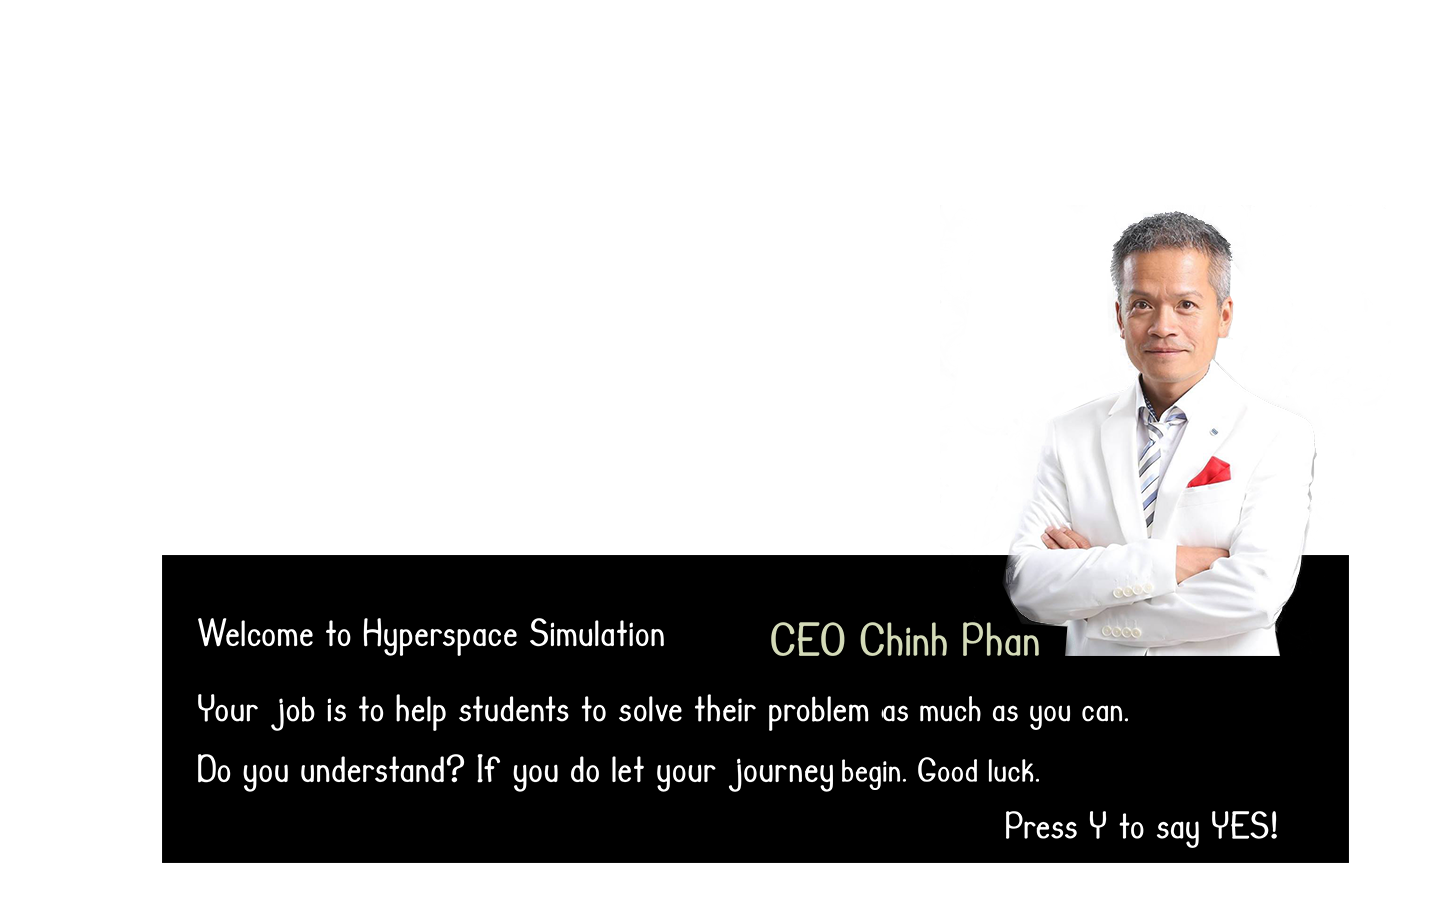 Welcome to Hyperspace Simulation
CEO Chinh Phan
Your job is to help students to solve their problem as much as you can.
Do you understand? If you do let your journey begin. Good luck.
Press Y to say YES!